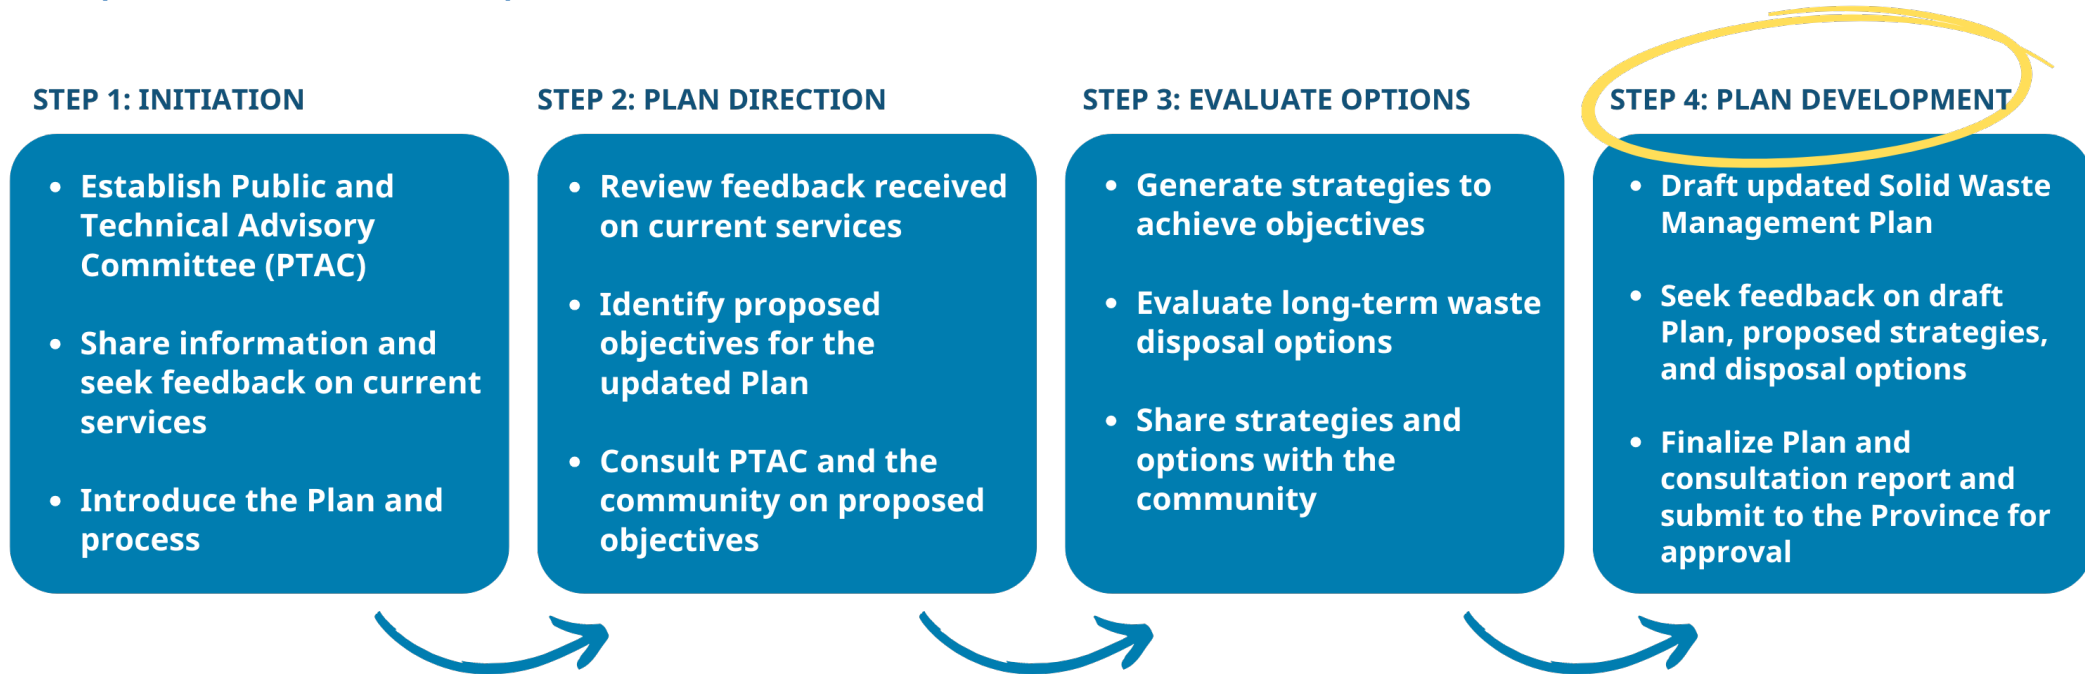 STEP 1: INITIATION
• Establish Public and
Technical Advisory
Committee (PTAC)
• Share information and
seek feedback on current
services
• Introduce the Plan and
process
STEP 2: PLAN DIRECTION
• Review feedback received
on current services
• Identify proposed
objectives for the
updated Plan
• Consult PTAC and the
community on proposed
objectives
STEP 3: EVALUATE OPTIONS
• Generate strategies to
achieve objectives
• Evaluate long-term waste
disposal options
• Share strategies and
options with the
community
STEP 4: PLAN DEVELOPMENT
• Draft updated Solid Waste
Management Plan
• Seek feedback on draft
Plan, proposed strategies,
and disposal options
• Finalize Plan and
consultation report and
submit to the Province for
approval